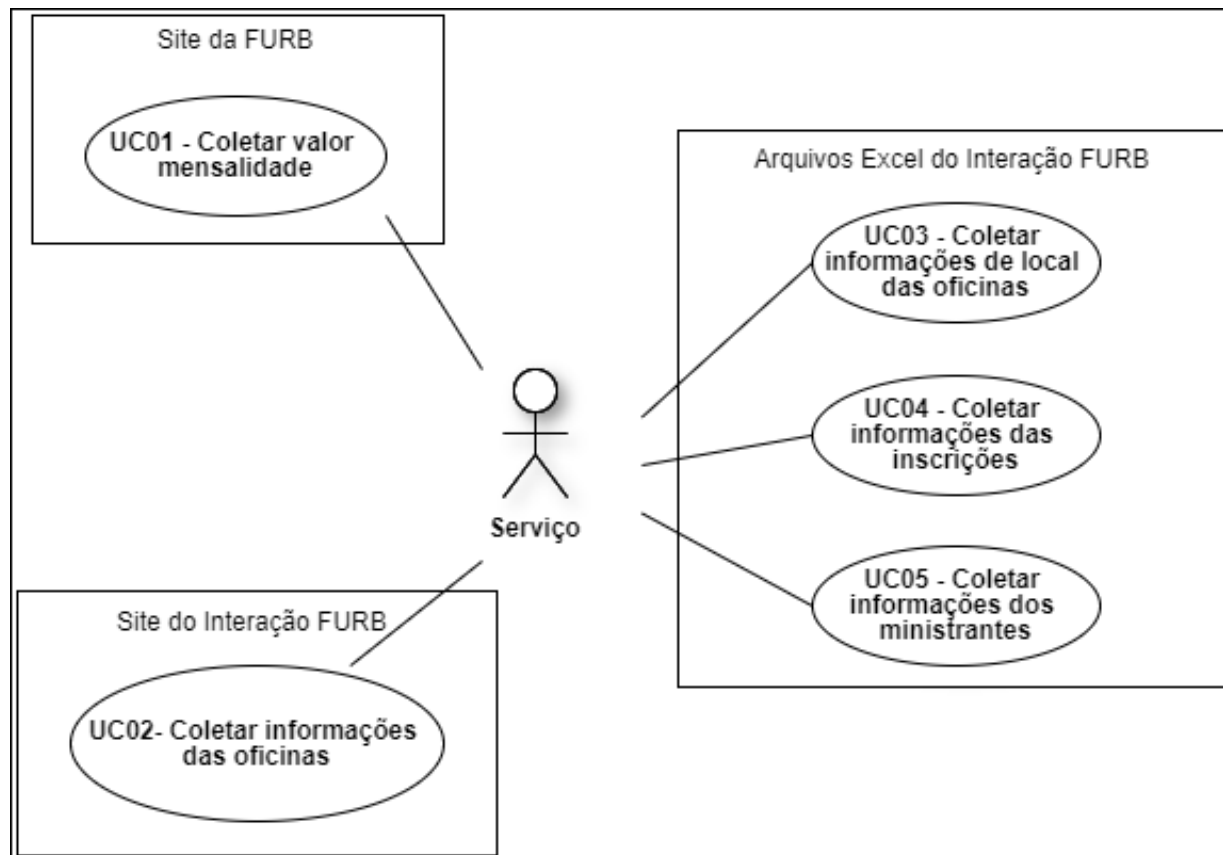 Site da FURB
UC01 - Coletar valor
mensalidade
Arquivos Excel do Interação FURB
UC03 - Coletar
informações de local
das oficinas
UC04 - Coletar
informações das
inscrições
Serviço
UC05 - Coletar
informações dos
ministrantes
Site do Interação FURB
UC02- Coletar informações
das oficinas